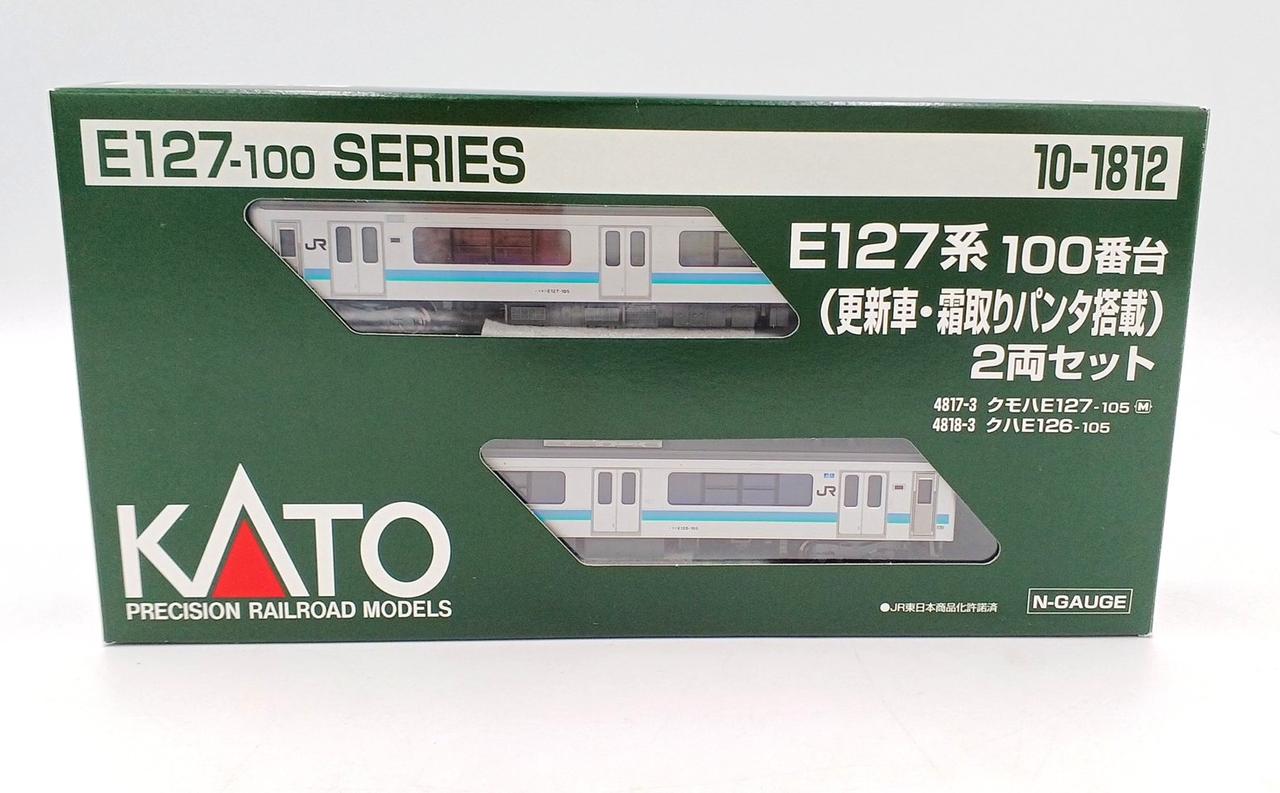 E127-100 SERIES
10-1812
JR
E127系 100番台
(更新車・霜取りパンタ搭載)
2両セット
4817-3 クモハE127-105 M
4818-3 クハE126-105
JR
KATO
PRECISION RAILROAD MODELS
●JR東日本商品化許諾済
N-GAUGE